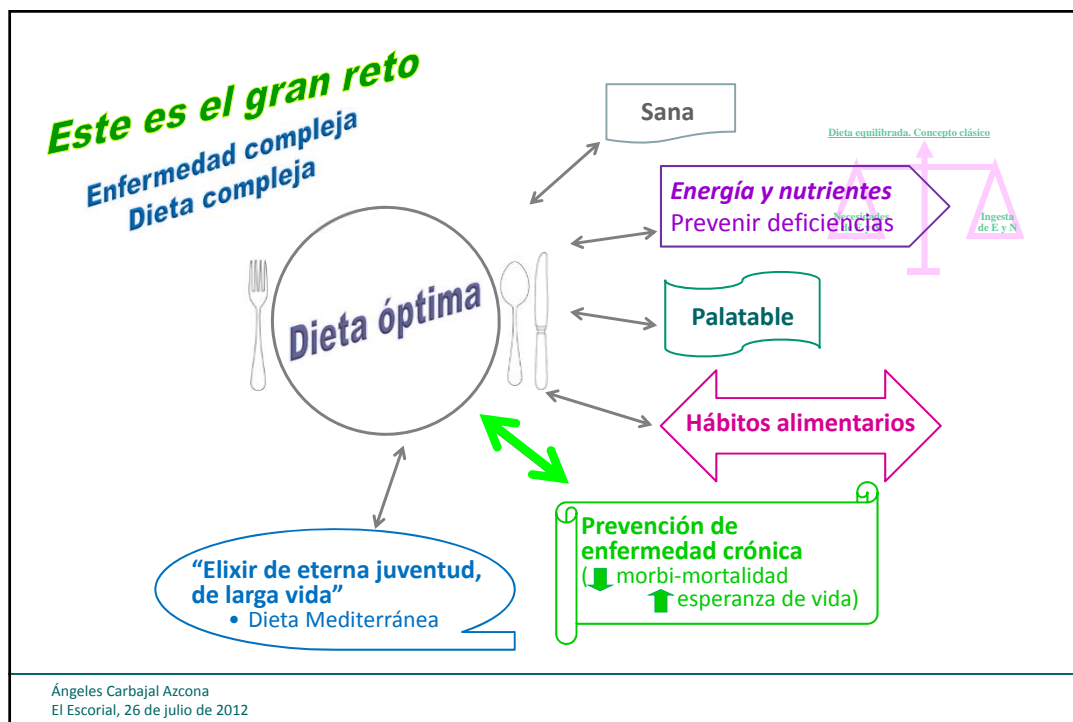 Este es el gran reto
Enfermedad compleja
Dieta compleja
Sana
Dieta equilibrada. Concepto clásico
Energía y nutrientes
Prevenir deficiencias
Necesidades
de E y N
Ingesta
de E y N
Dieta óptima
Palatable
Hábitos alimentarios
Prevención de
enfermedad crónica
( morbi-mortalidad
esperanza de vida)
“Elixir de eterna juventud,
de larga vida”
• Dieta Mediterránea
Ángeles Carbajal Azcona
El Escorial, 26 de julio de 2012